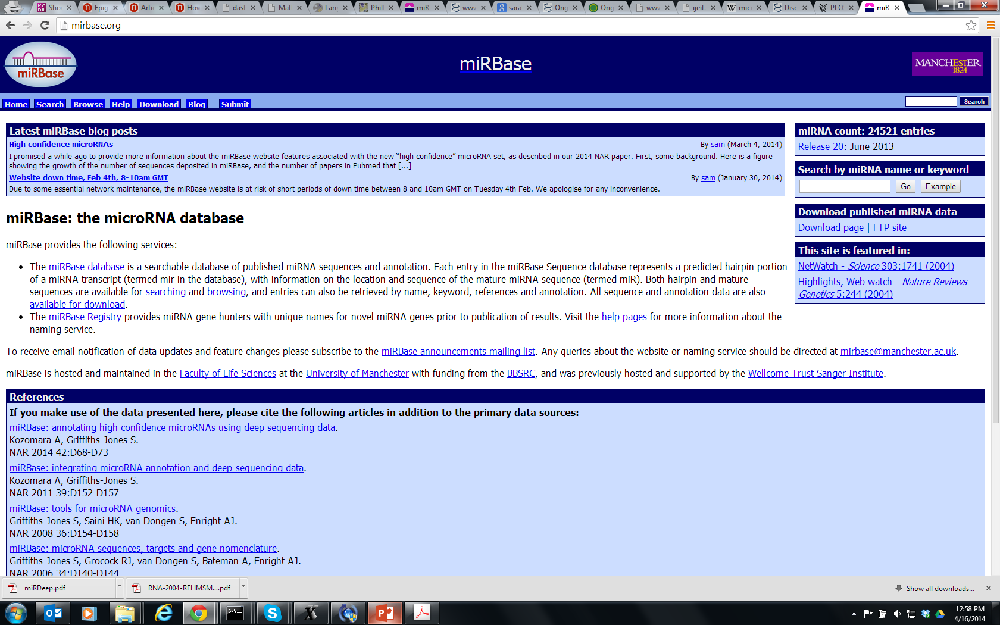 Sho
Epig
Artic
How
dash
Mat
Larr
Phill
miR
www
sara
Orig
Orig
www
ijeit.
micr
Disc
PLO
miR
mirbase.org
miRBase
miRBase
MANCHESTER
1824
Home Search Browse Help Download Blog Submit
Search
Latest miRBase blog posts
High confidence microRNAs By sam (March 4, 2014)
I promised a while ago to provide more information about the miRBase website features associated with the new “high confidence” microRNA set, as described in our 2014 NAR paper. First, some background. Here is a figure
showing the growth of the number of sequences deposited in miRBase, and the number of papers in Pubmed that [...]
Website down time, Feb 4th, 8-10am GMT By sam (January 30, 2014)
Due to some essential network maintenance, the miRBase website is at risk of short periods of down time between 8 and 10am GMT on Tuesday 4th Feb. We apologise for any inconvenience.
miRNA count: 24521 entries
Release 20: June 2013
Search by miRNA name or keyword
Go Example
Download published miRNA data
Download page | FTP site
This site is featured in:
NetWatch - Science 303:1741 (2004)
Highlights, Web watch - Nature Reviews
Genetics 5:244 (2004)
miRBase: the microRNA database
miRBase provides the following services:
• The miRBase database is a searchable database of published miRNA sequences and annotation. Each entry in the miRBase Sequence database represents a predicted hairpin portion
of a miRNA transcript (termed mir in the database), with information on the location and sequence of the mature miRNA sequence (termed miR). Both hairpin and mature
sequences are available for searching and browsing, and entries can also be retrieved by name, keyword, references and annotation. All sequence and annotation data are also
available for download.
• The miRBase Registry provides miRNA gene hunters with unique names for novel miRNA genes prior to publication of results. Visit the help pages for more information about the
naming service.
To receive email notification of data updates and feature changes please subscribe to the miRBase announcements mailing list. Any queries about the website or naming service should be directed at mirbase@manchester.ac.uk.
miRBase is hosted and maintained in the Faculty of Life Sciences at the University of Manchester with funding from the BBSRC, and was previously hosted and supported by the Wellcome Trust Sanger Institute.
References
If you make use of the data presented here, please cite the following articles in addition to the primary data sources:
miRBase: annotating high confidence microRNAs using deep sequencing data.
Kozomara A, Griffiths-Jones S.
NAR 2014 42:D68-D73
miRBase: integrating microRNA annotation and deep-sequencing data.
Kozomara A, Griffiths-Jones S.
NAR 2011 39:D152-D157
miRBase: tools for microRNA genomics.
Griffiths-Jones S, Saini HK, van Dongen S, Enright AJ.
NAR 2008 36:D154-D158
miRBase: microRNA sequences, targets and gene nomenclature.
Griffiths-Jones S, Grocock RJ, van Dongen S, Bateman A, Enright AJ.
NAR 2006 34:D140-D144
miRDeep.pdf
RNA-2004-REHMSM....pdf
Show all downloads...
12:58 PM
4/16/2014